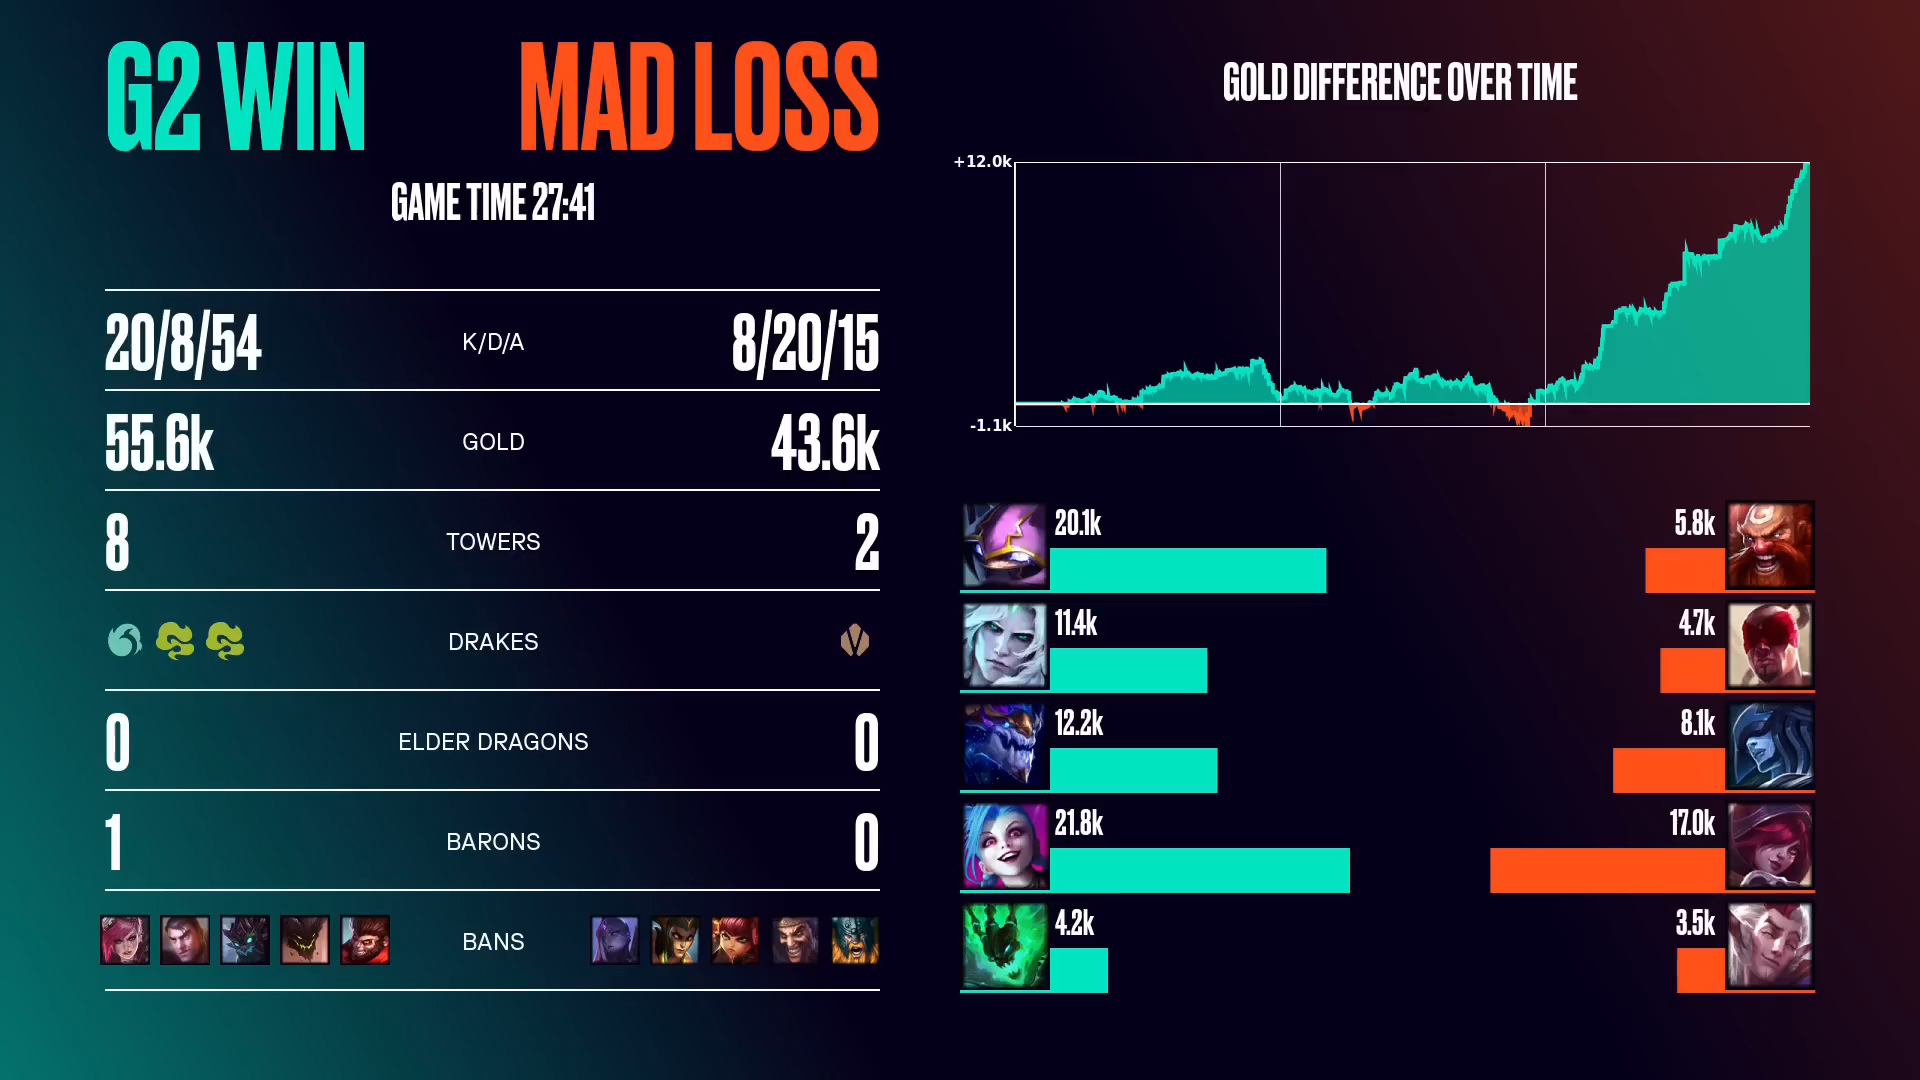 G2 WIN MAD LOSS
GAME TIME 27:41
20/8/54 K/D/A 8/20/15
55.6k GOLD 43.6k
8 TOWERS 2
DRAKES
0 ELDER DRAGONS 0
1 BARONS 0
BANS
GOLD DIFFERENCE OVER TIME
+12.0k
-1.1k
20.1k 5.8k
11.4k 4.7k
12.2k 8.1k
21.8k 17.0k
4.2k 3.5k